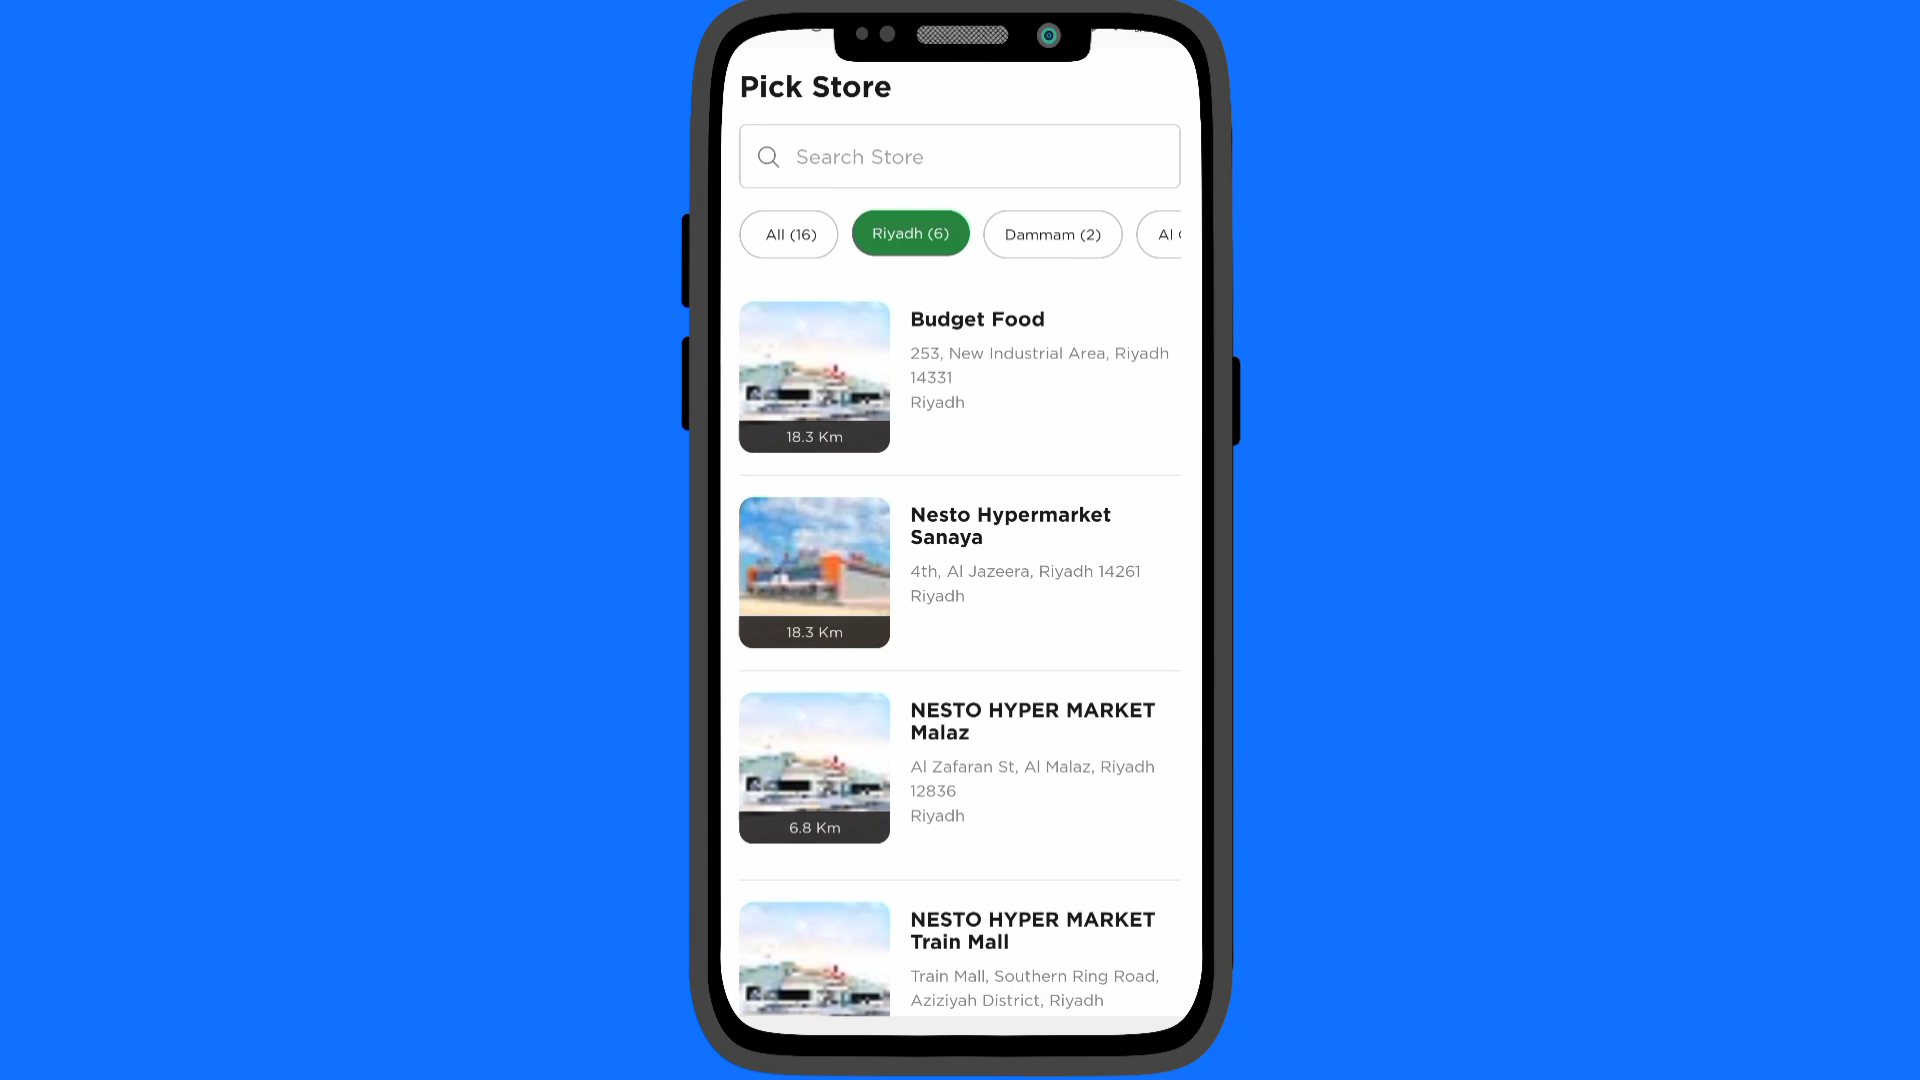 Pick Store
Search Store
All (16)
Riyadh (6)
Dammam (2)
Al
Budget Food
253, New Industrial Area, Riyadh
14331
Riyadh
18.3 Km
Nesto Hypermarket
Sanaya
4th, Al Jazeera, Riyadh 14261
Riyadh
18.3 Km
NESTO HYPER MARKET
Malaz
Al Zafaran St, Al Malaz, Riyadh
12836
Riyadh
6.8 Km
NESTO HYPER MARKET
Train Mall
Train Mall, Southern Ring Road,
Aziziyah District, Riyadh